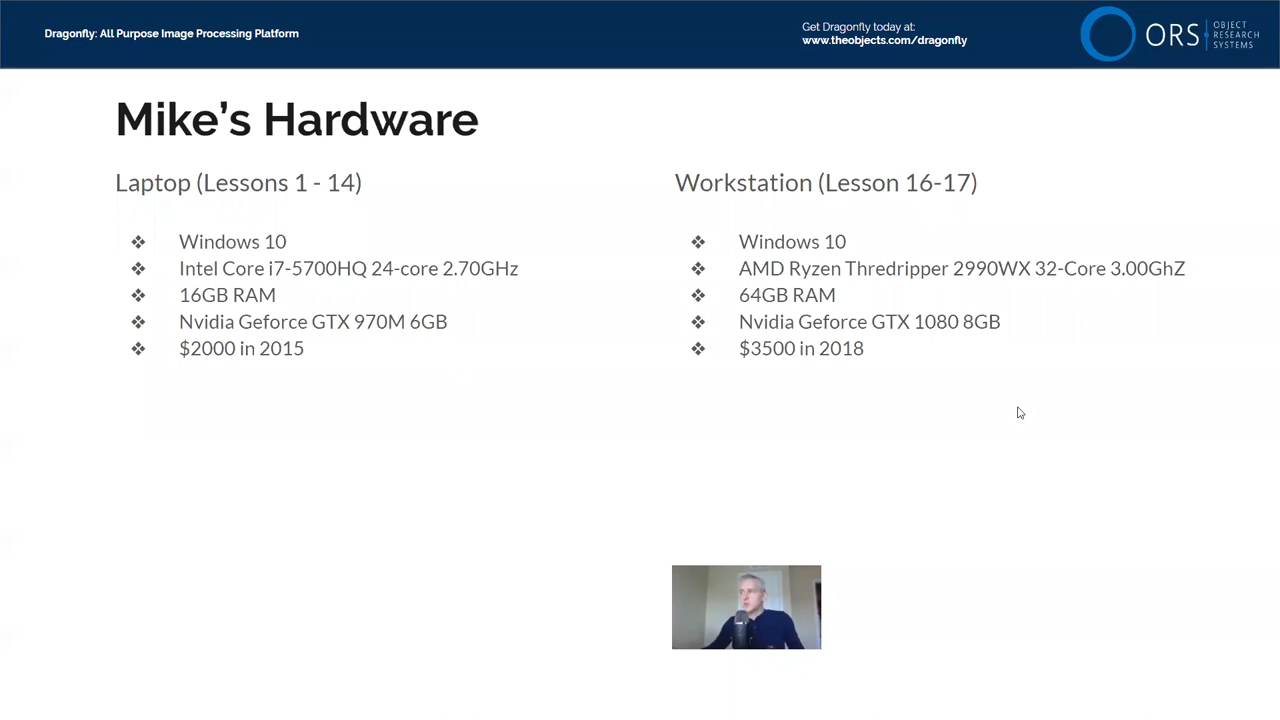 Dragonfly: All Purpose Image Processing Platform
Get Dragonfly today at:
www.theobjects.com/dragonfly
ORS
OBJECT
RESEARCH
SYSTEMS
Mike's Hardware
Laptop (Lessons 1 - 14)
❖ Windows 10
❖ Intel Core i7-5700HQ 24-core 2.70GHz
❖ 16GB RAM
❖ Nvidia Geforce GTX 970M 6GB
❖ $2000 in 2015
Workstation (Lesson 16-17)
❖ Windows 10
❖ AMD Ryzen Thredripper 2990WX 32-Core 3.00GhZ
❖ 64GB RAM
❖ Nvidia Geforce GTX 1080 8GB
❖ $3500 in 2018